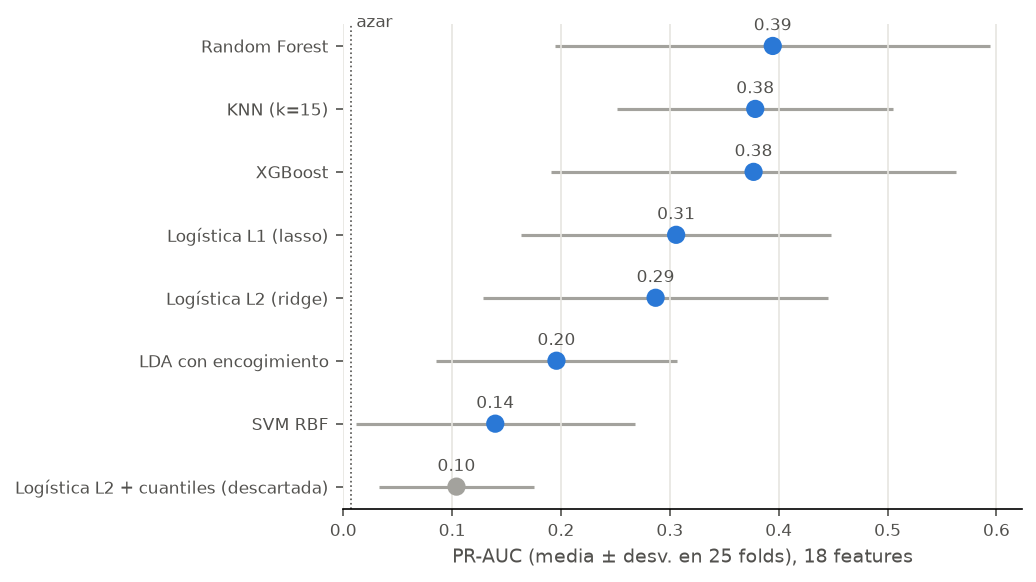 azar
0.39
Random Forest
0.38
KNN (k=15)
0.38
XGBoost
0.31
Logística L1 (lasso)
0.29
Logística L2 (ridge)
0.20
LDA con encogimiento
0.14
SVM RBF
0.10
Logística L2 + cuantiles (descartada)
0.0 0.1 0.2 0.3 0.4 0.5 0.6
PR-AUC (media ± desv. en 25 folds), 18 features